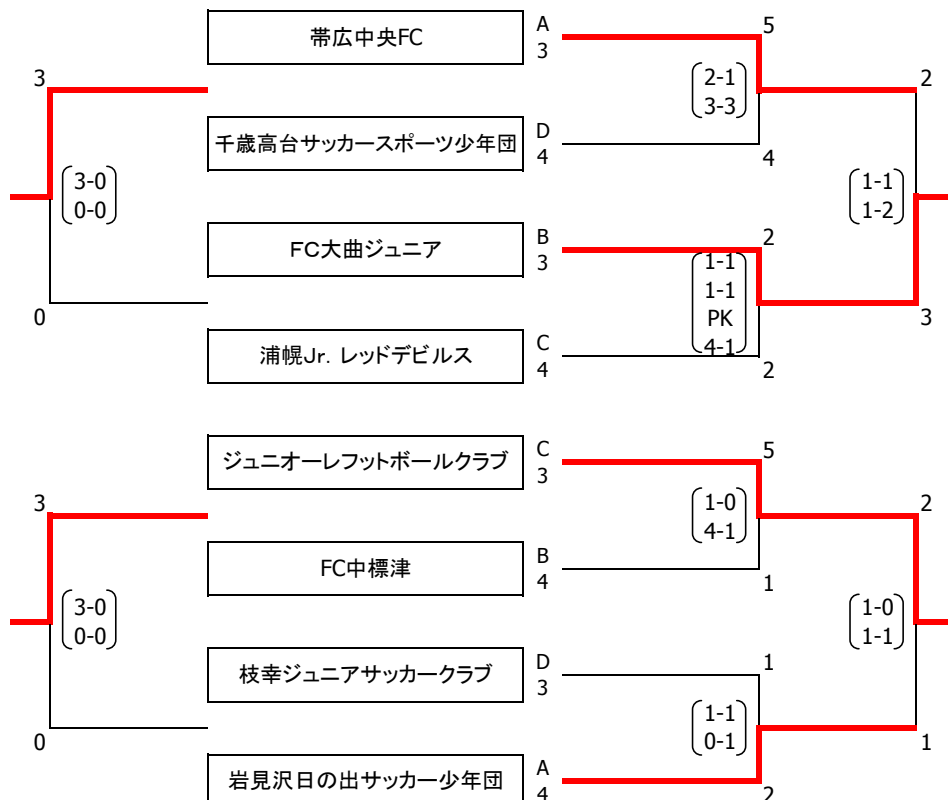 帯広中央FC
A
3
5
3
2-1
3-3
2
千歳高台サッカースポーツ少年団
D
4
4
3-0
0-0
1-1
1-2
FC大曲ジュニア
B
3
2
1-1
1-1
PK
4-1
0
3
浦幌Jr. レッドデビルス
C
4
2
ジュニオーレフットボールクラブ
C
3
5
3
1-0
4-1
2
FC中標津
B
4
1
3-0
0-0
1-0
1-1
枝幸ジュニアサッカークラブ
D
3
1
1-1
0-1
0
1
岩見沢日の出サッカー少年団
A
4
2